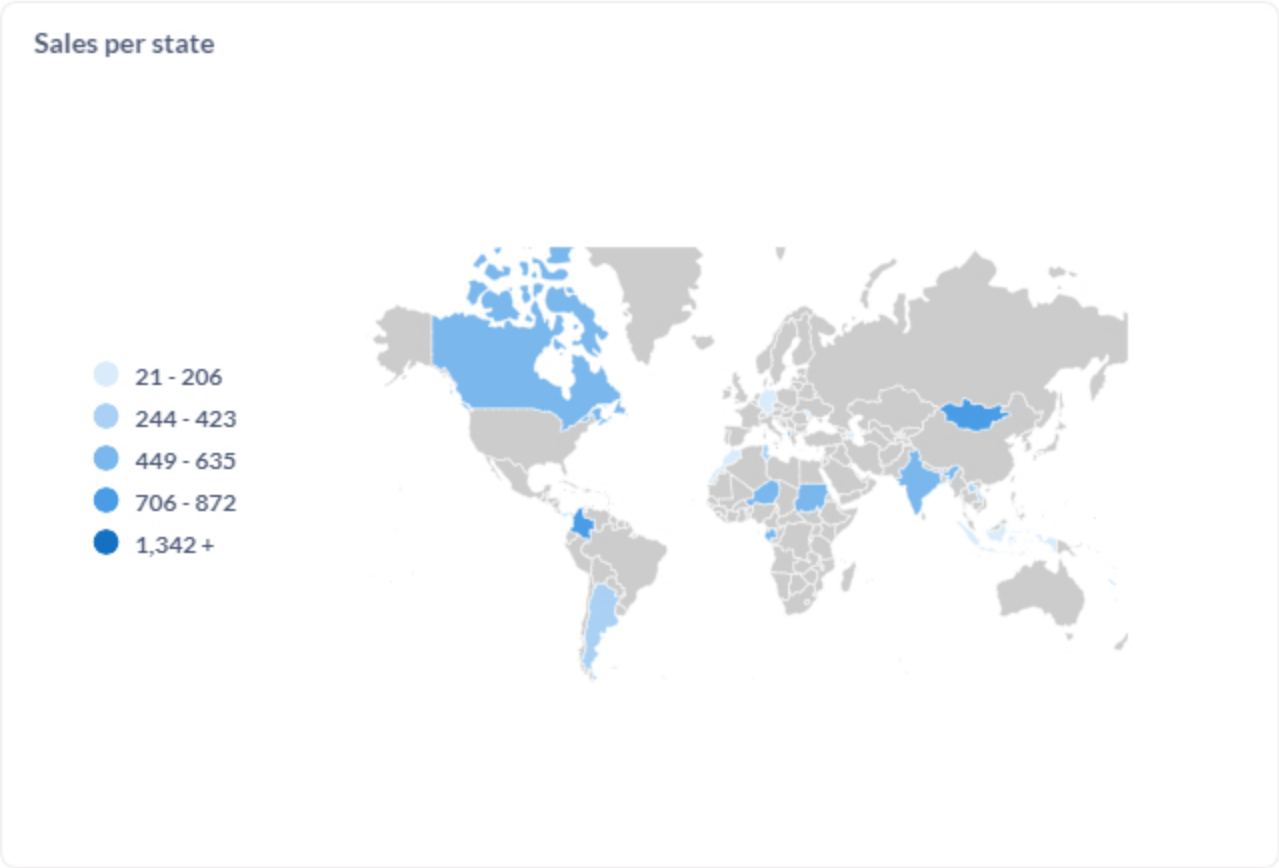 Sales per state
21 - 206
244 - 423
449 - 635
706 - 872
1,342 +